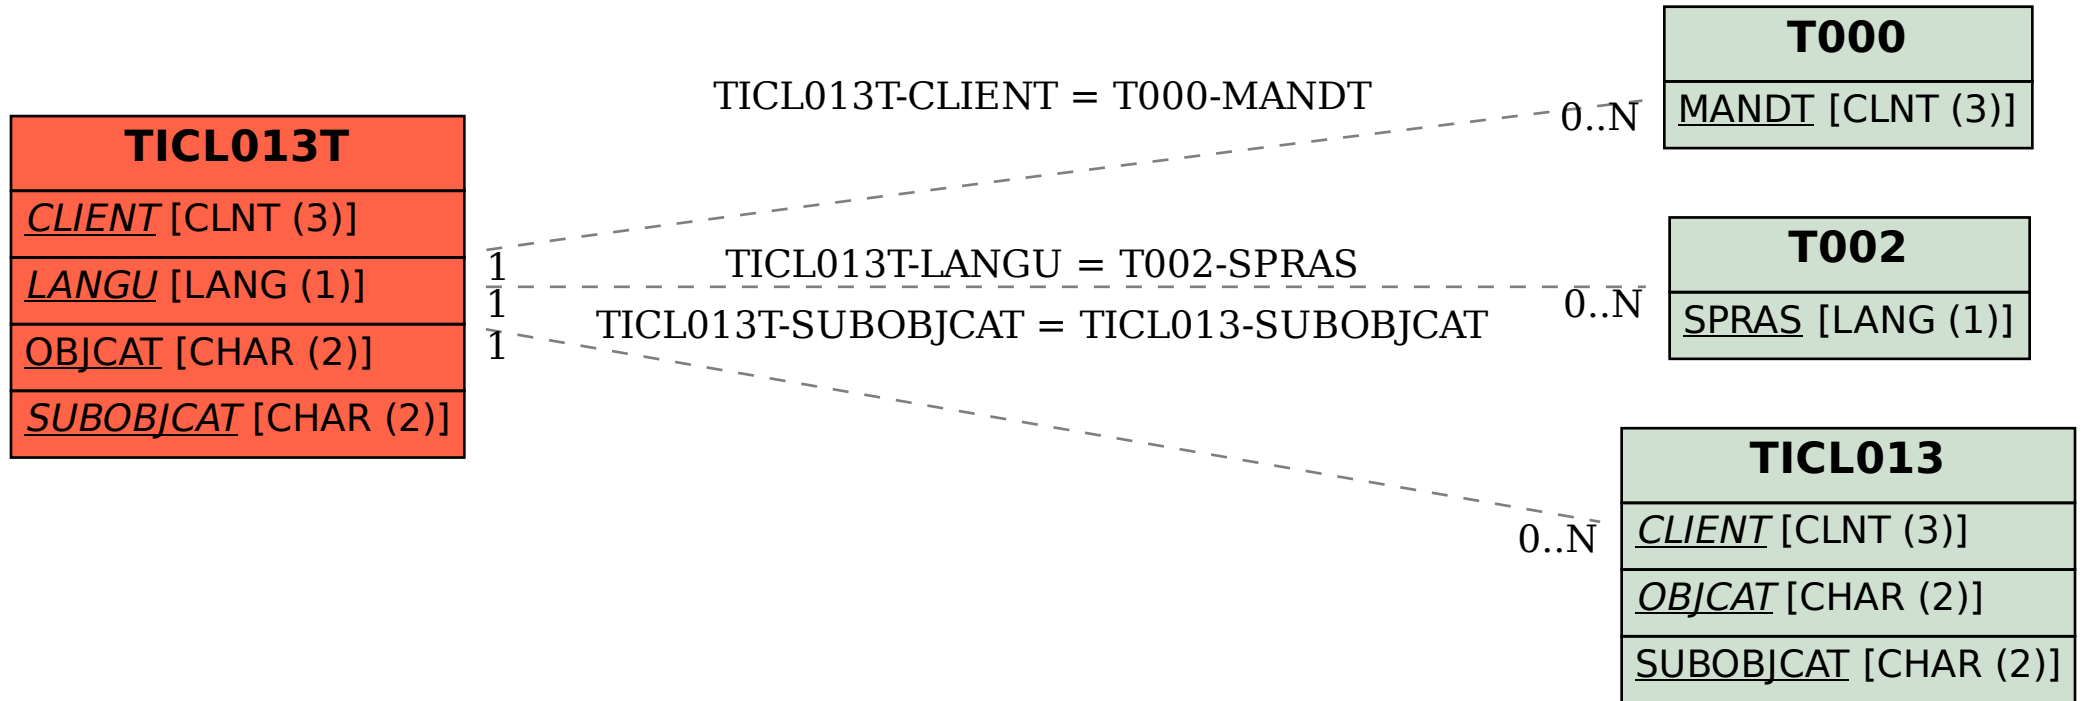 TICL013T
CLIENT [CLNT (3)]
LANGU [LANG (1)]
OBJCAT [CHAR (2)]
SUBOBJCAT [CHAR (2)]
TICL013T-CLIENT = T000-MANDT
1
0..N
TICL013T-LANGU = T002-SPRAS
1
0..N
TICL013T-SUBOBJCAT = TICL013-SUBOBJCAT
1
0..N
T000
MANDT [CLNT (3)]
T002
SPRAS [LANG (1)]
TICL013
CLIENT [CLNT (3)]
OBJCAT [CHAR (2)]
SUBOBJCAT [CHAR (2)]